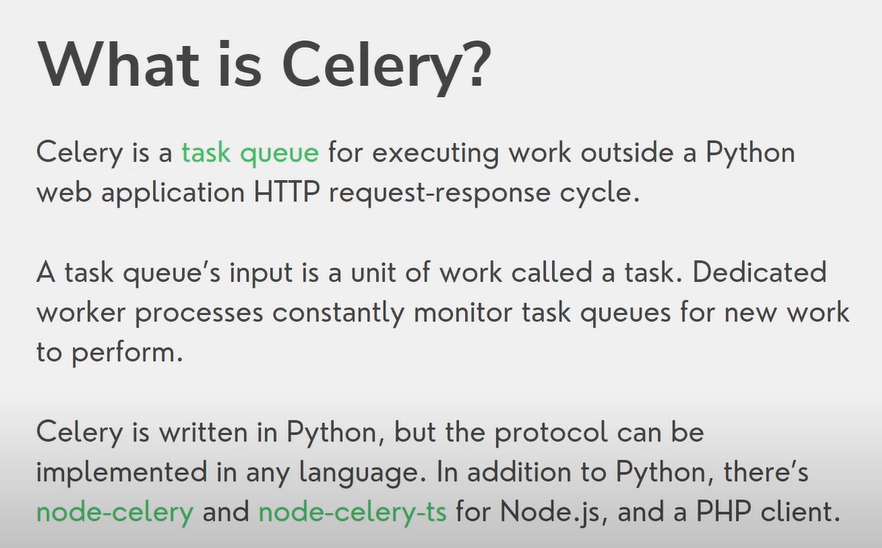 What is Celery?
Celery is a task queue for executing work outside a Python
web application HTTP request-response cycle.
A task queue’s input is a unit of work called a task. Dedicated
worker processes constantly monitor task queues for new work
to perform.
Celery is written in Python, but the protocol can be
implemented in any language. In addition to Python, there’s
node-celery and node-celery-ts for Node.js, and a PHP client.